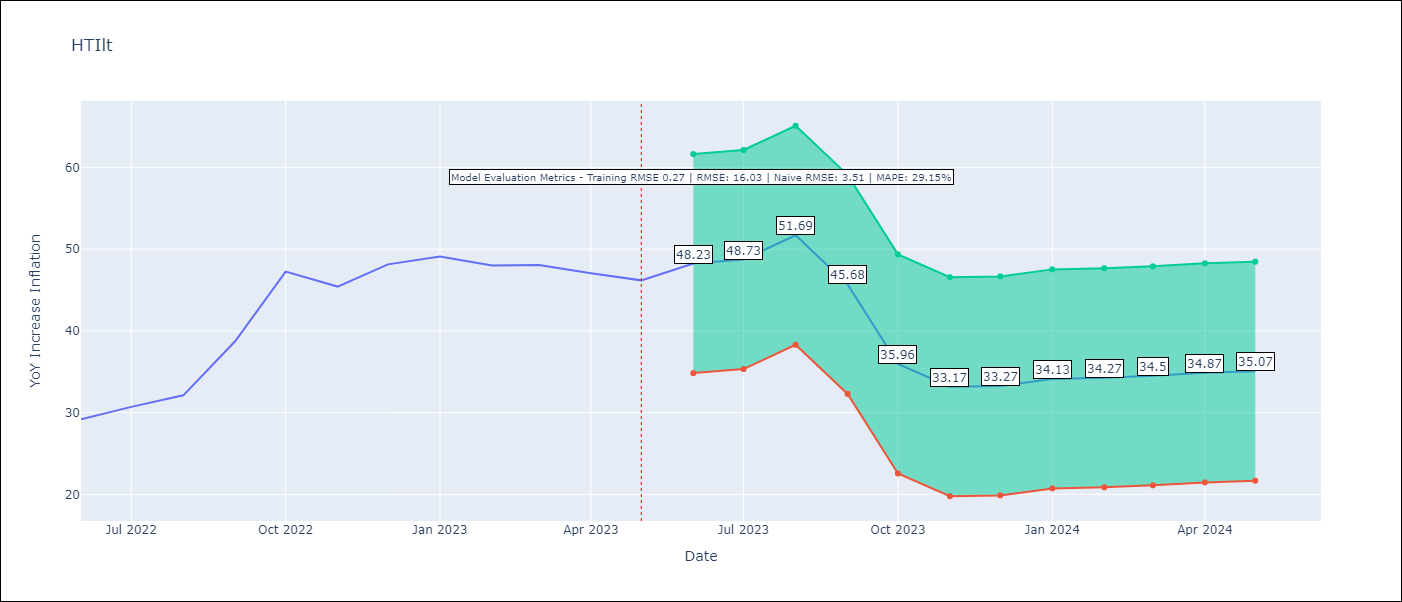 HTIlt
YoY Increase Inflation
60
50
40
30
20
Model Evaluation Metrics - Training RMSE 0.27 | RMSE: 16.03 | Naive RMSE: 3.51 | MAPE: 29.15%
48.23
48.73
51.69
45.68
35.96
33.17
33.27
34.13
34.27
34.5
34.87
35.07
Jul 2022
Oct 2022
Jan 2023
Apr 2023
Jul 2023
Oct 2023
Jan 2024
Apr 2024
Date